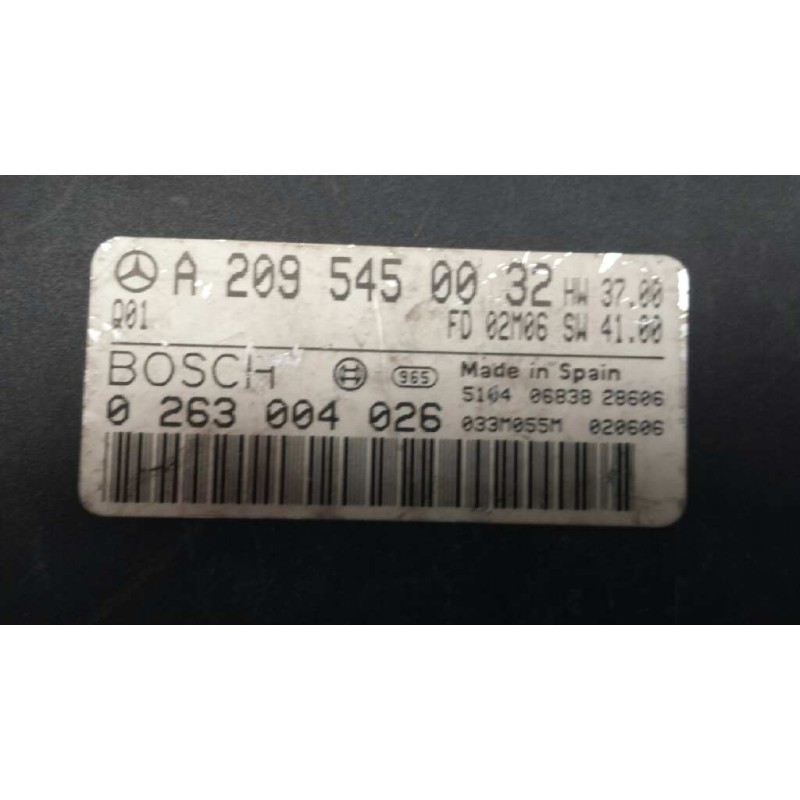 A 209 545 00 32 HW 37.00
Q01 FD 02M06 SW 41.00
BOSCH 965 Made in Spain
5104 06838 28606
0 263 004 026 033M055M 020606